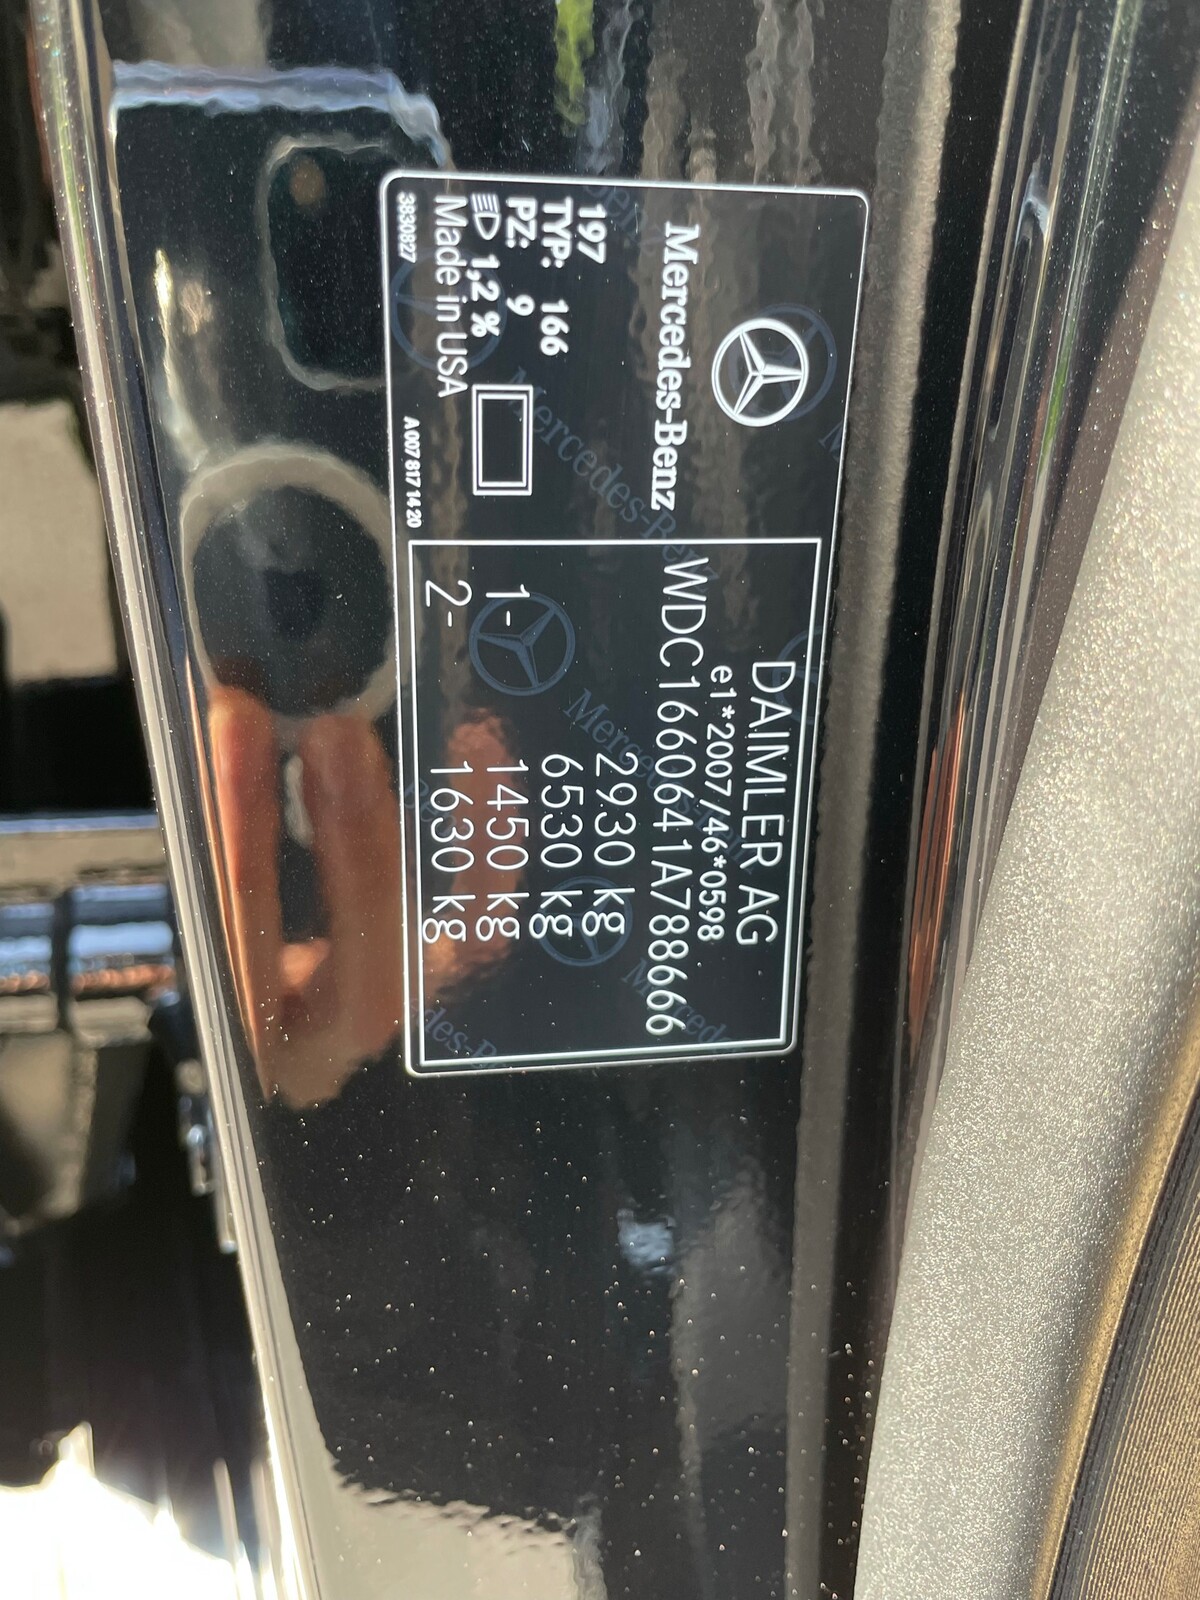 Mercedes-Benz
197
TYP: 166
PZ: 9
1,2 %
Made in USA
3830827
A 007 817 14 20
DAIMLER AG
e1*2007/46*0598
WDC1660641A788666
2930 kg
6530 kg
1- 1450 kg
2- 1630 kg